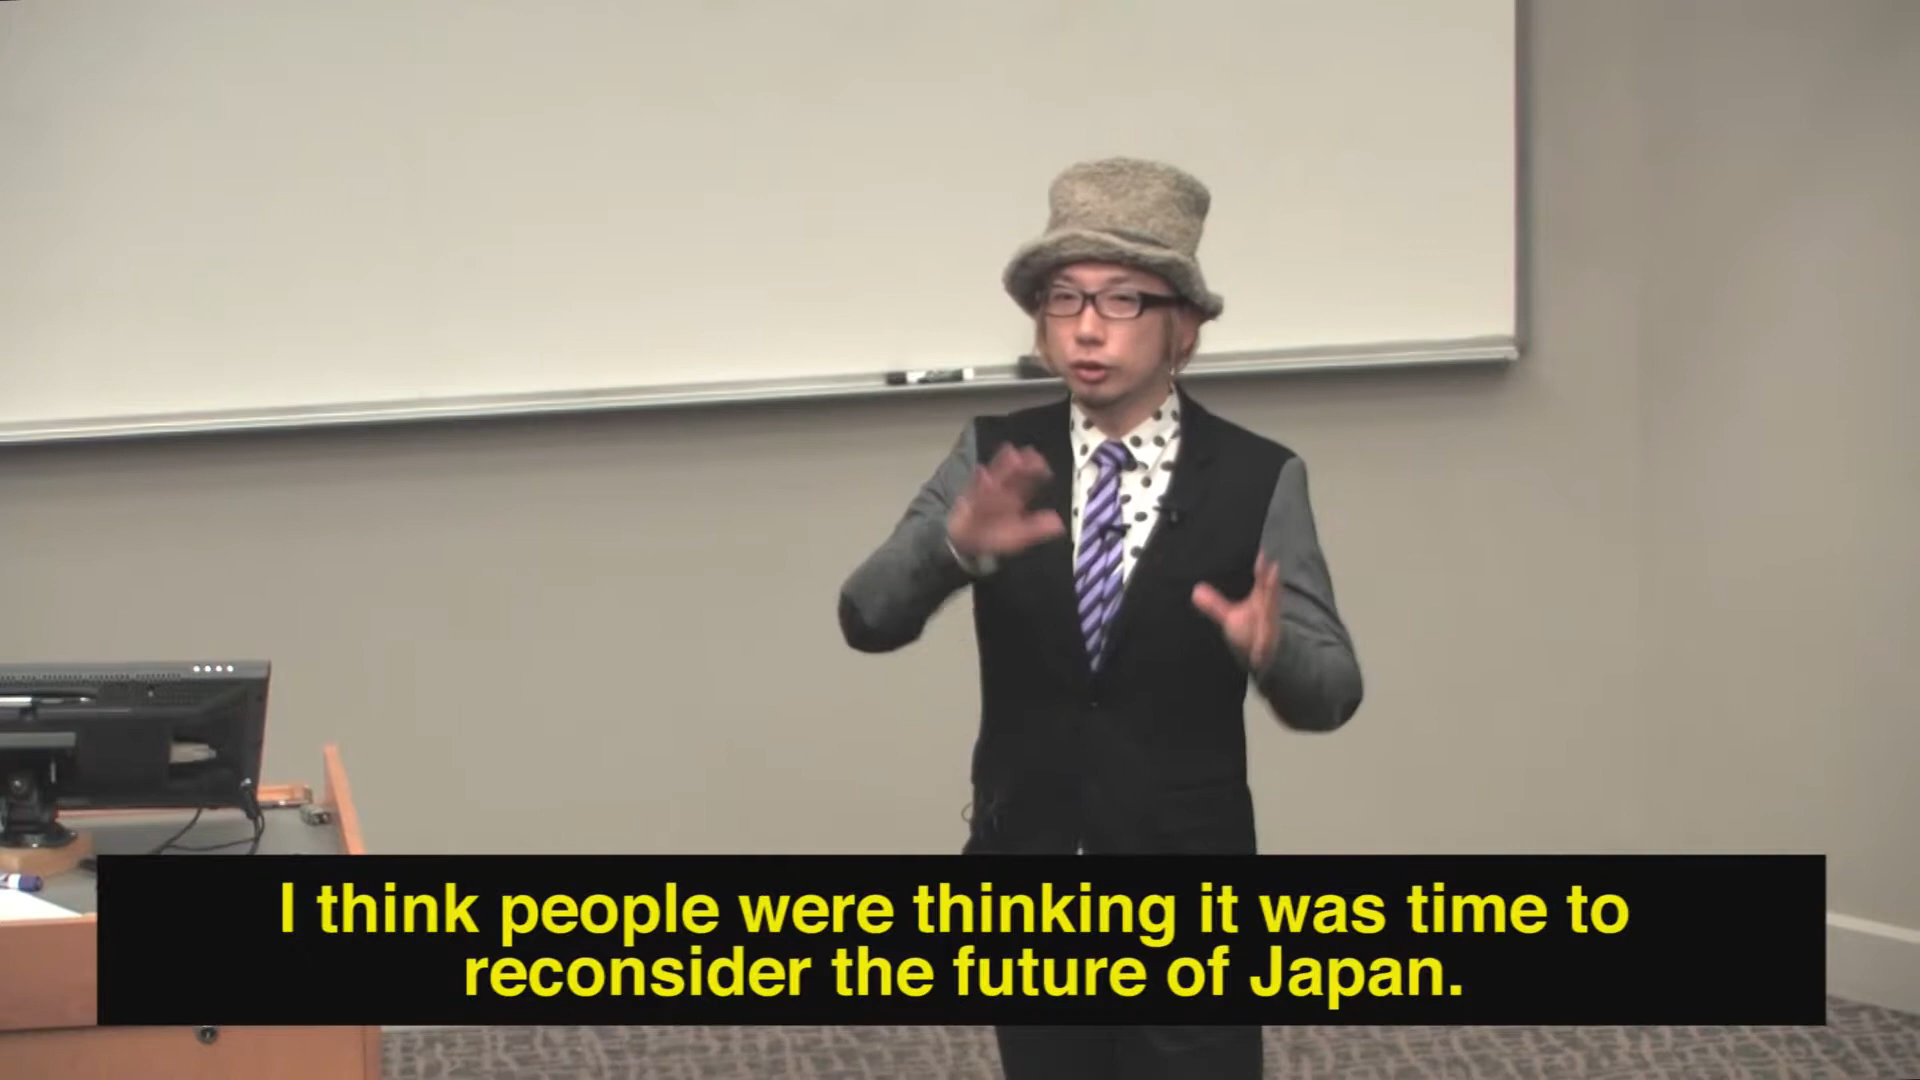 I think people were thinking it was time to
reconsider the future of Japan.